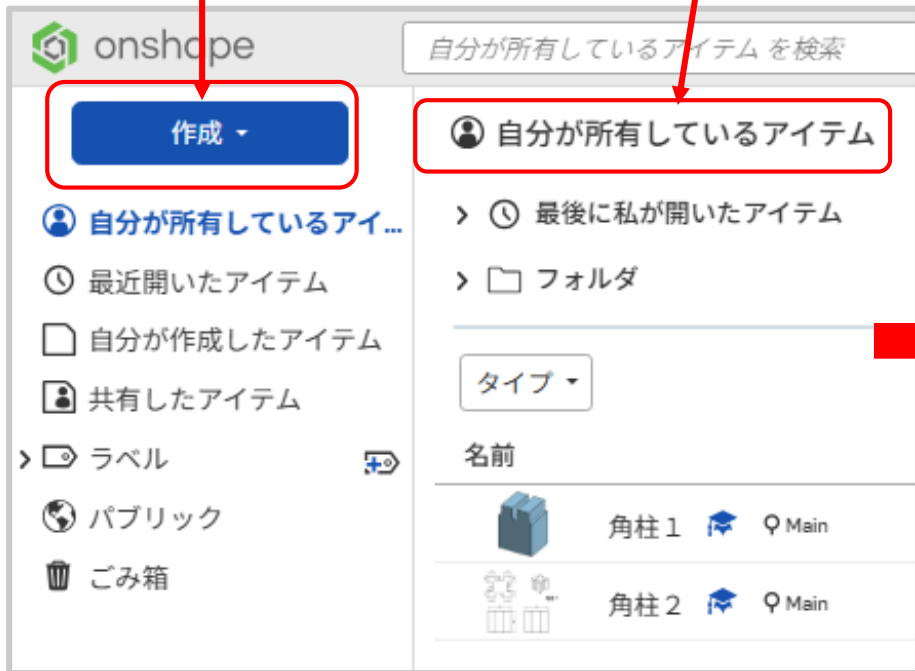 onshape
自分が所有しているアイテム を検索
作成
自分が所有しているアイテム
自分が所有しているアイ...
最後に私が開いたアイテム
最近開いたアイテム
フォルダ
自分が作成したアイテム
共有したアイテム
タイプ
ラベル
名前
パブリック
角柱１ Main
ごみ箱
角柱２ Main